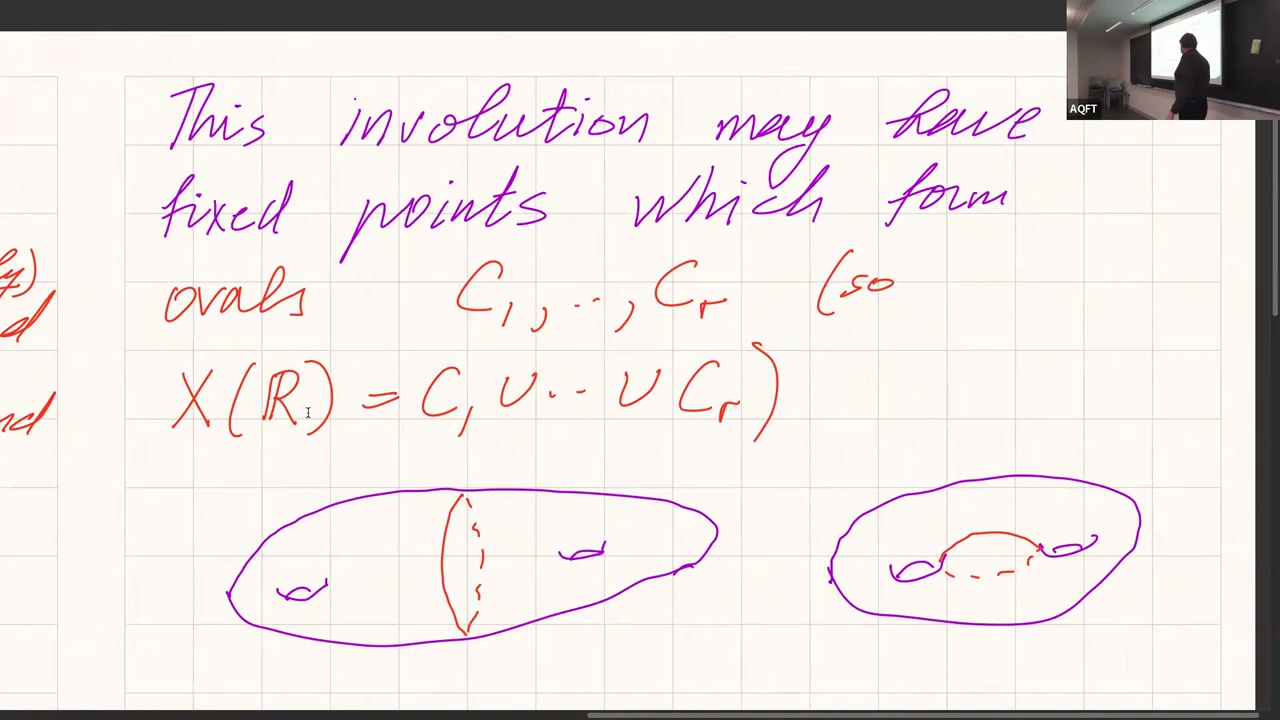 This involution may have
fixed points which form
ovals C₁, .., Cᵣ (so
X(ℝ) = C₁ ∪ ·· ∪ Cᵣ)
AQFT